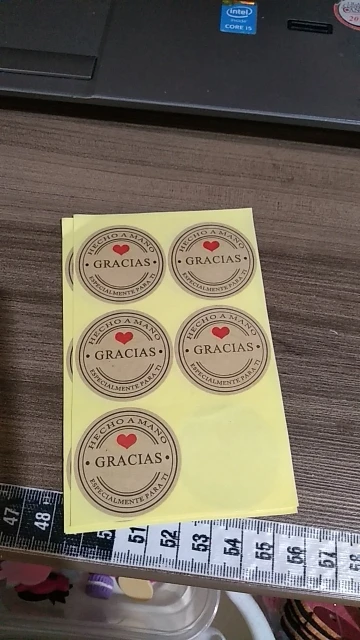 intel
inside
CORE i5
HECHO A MANO
GRACIAS
ESPECIALMENTE PARA TI
HECHO A MANO
GRACIAS
ESPECIALMENTE PARA TI
HECHO A MANO
GRACIAS
ESPECIALMENTE PARA TI
HECHO A MANO
GRACIAS
ESPECIALMENTE PARA TI
HECHO A MANO
GRACIAS
ESPECIALMENTE PARA TI
47 48 51 52 53 54 55 56 57 58